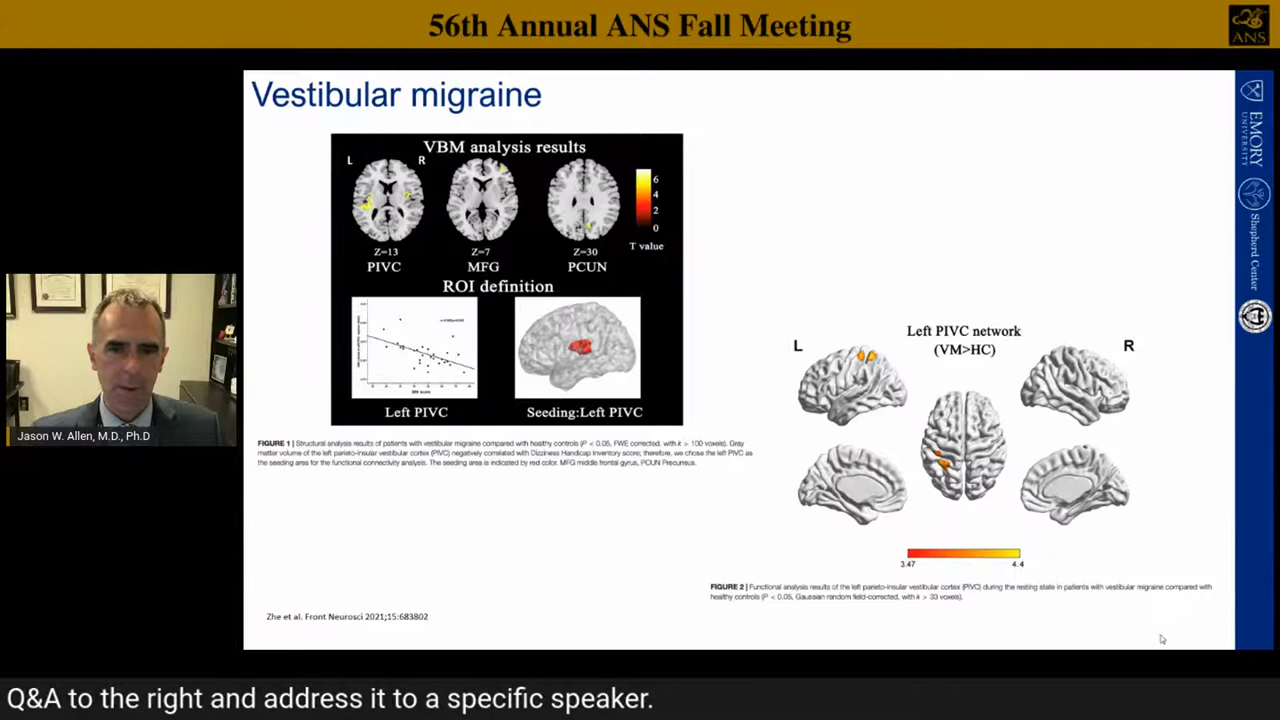 56th Annual ANS Fall Meeting
ANS
Vestibular migraine
VBM analysis results
L
R
6
4
2
0
T value
Z=13
Z=7
Z=30
PIVC
MFG
PCUN
ROI definition
Left PIVC
Seeding:Left PIVC
FIGURE 1 | Structural analysis results of patients with vestibular migraine compared with healthy controls (P < 0.05, FWE corrected, with k > 100 voxels). Gray
matter volume of the left parieto-insular vestibular cortex (PIVC) negatively correlated with Dizziness Handicap Inventory score; therefore, we chose the left PIVC as
the seeding area for the functional connectivity analysis. The seeding area is indicated by red color. MFG middle frontal gyrus, PCUN Precuneus.
Left PIVC network
(VM>HC)
L
R
3.47
4.4
FIGURE 2 | Functional analysis results of the left parieto-insular vestibular cortex (PIVC) during the resting state in patients with vestibular migraine compared with
healthy controls (P < 0.05, Gaussian random field-corrected, with k > 33 voxels).
Zhe et al. Front Neurosci 2021;15:683802
EMORY
UNIVERSITY
Shepherd Center
Jason W. Allen, M.D., Ph.D
Q&A to the right and address it to a specific speaker.